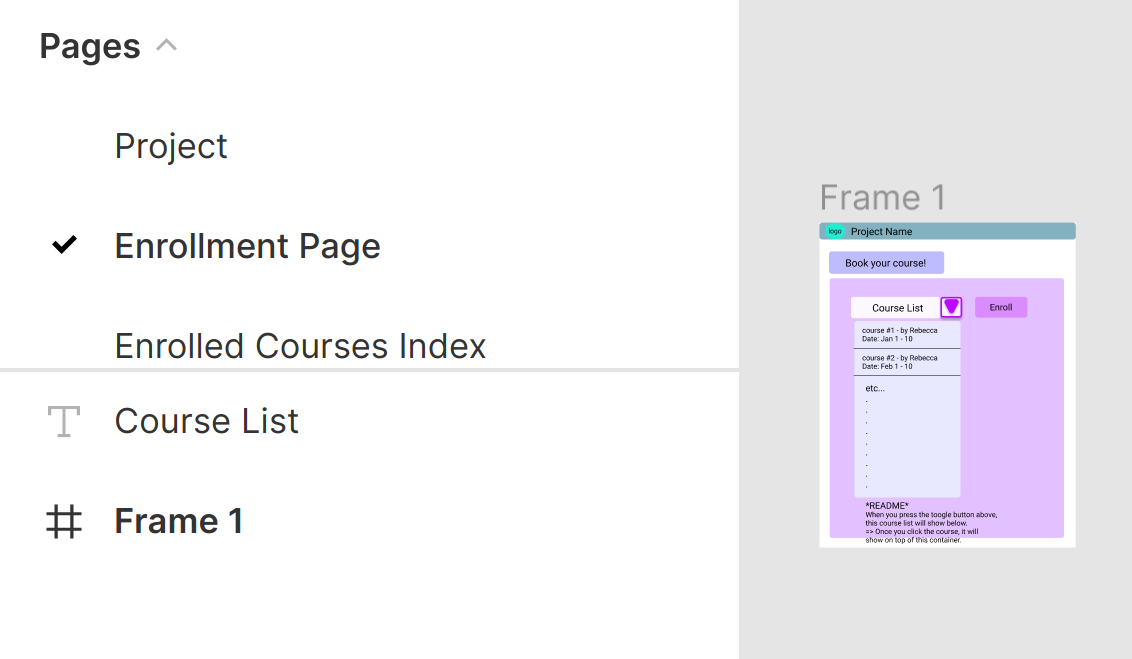 Pages
Project
Enrollment Page
Enrolled Courses Index
Course List
Frame 1
Frame 1
logo Project Name
Book your course!
Course List
Enroll
course #1 - by Rebecca
Date: Jan 1 - 10
course #2 - by Rebecca
Date: Feb 1 - 10
etc...
.
.
.
.
.
.
.
.
.
*README*
When you press the toogle button above,
this course list will show below.
=> Once you click the course, it will
show on top of this container.